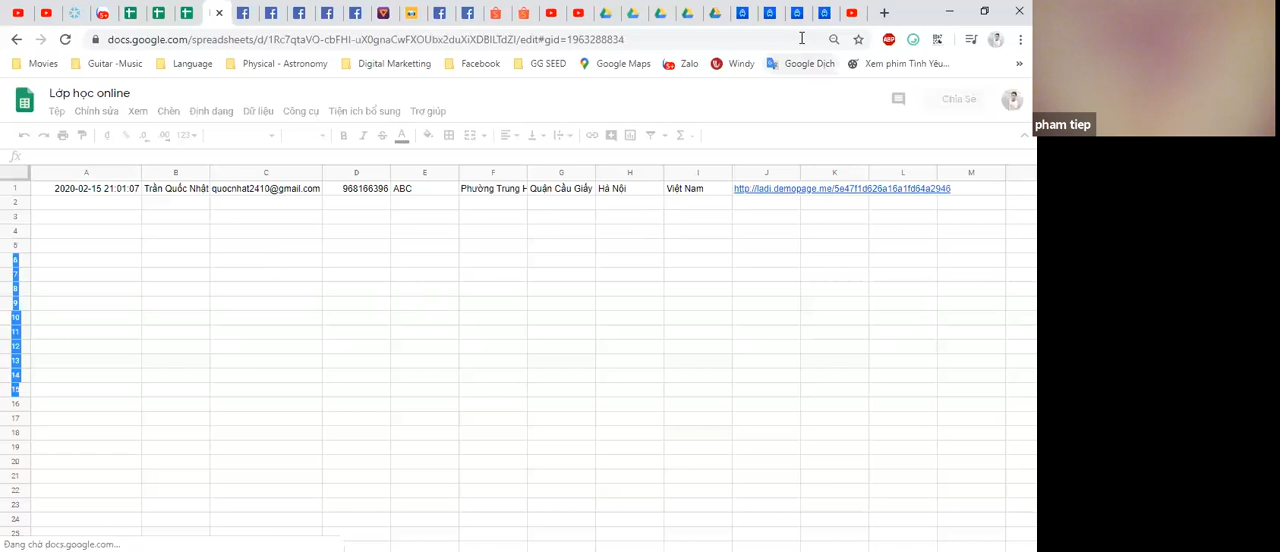 docs.google.com/spreadsheets/d/1Rc7qtaVO-cbFHI-uX0gnaCwFXOUbx2duXiXDBILTdZI/edit#gid=1963288834
Movies Guitar -Music Language Physical - Astronomy Digital Marketting Facebook GG SEED Google Maps Zalo Windy Google Dịch Xem phim Tình Yêu... »
Lớp học online
Chia Sẻ
Tệp Chỉnh sửa Xem Chèn Định dạng Dữ liệu Công cụ Tiện ích bổ sung Trợ giúp
₫ % .0 .00 123 B I S A Σ
fx
A B C D E F G H I J K L M
1 2020-02-15 21:01:07 Trần Quốc Nhật quocnhat2410@gmail.com 968166396 ABC Phường Trung H Quận Cầu Giấy Hà Nội Việt Nam http://ladi.demopage.me/5e47f1d626a16a1fd64a2946
2
3
4
5
6
7
8
9
10
11
12
13
14
15
16
17
18
19
20
21
22
23
24
25
Đang chờ docs.google.com...
pham tiep